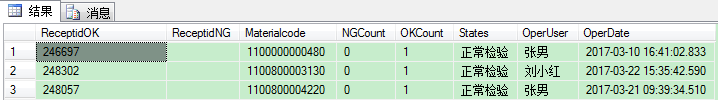 结果 消息
ReceptidOK ReceptidNG Materialcode NGCount OKCount States OperUser OperDate
1 246697 1100000000480 0 1 正常检验 张男 2017-03-10 16:41:02.833
2 248302 1100800003130 0 1 正常检验 刘小红 2017-03-22 15:35:42.590
3 248057 1100800004220 0 1 正常检验 张男 2017-03-21 09:39:34.510